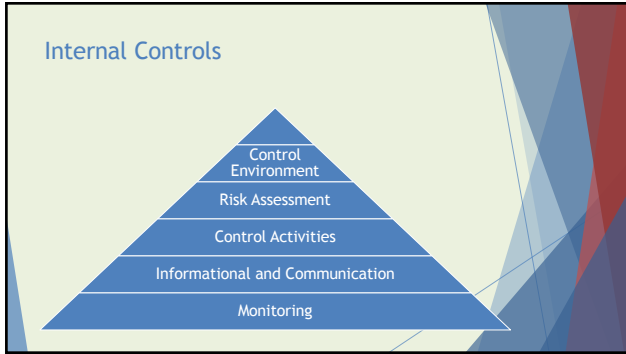 Internal Controls
Control
Environment
Risk Assessment
Control Activities
Informational and Communication
Monitoring